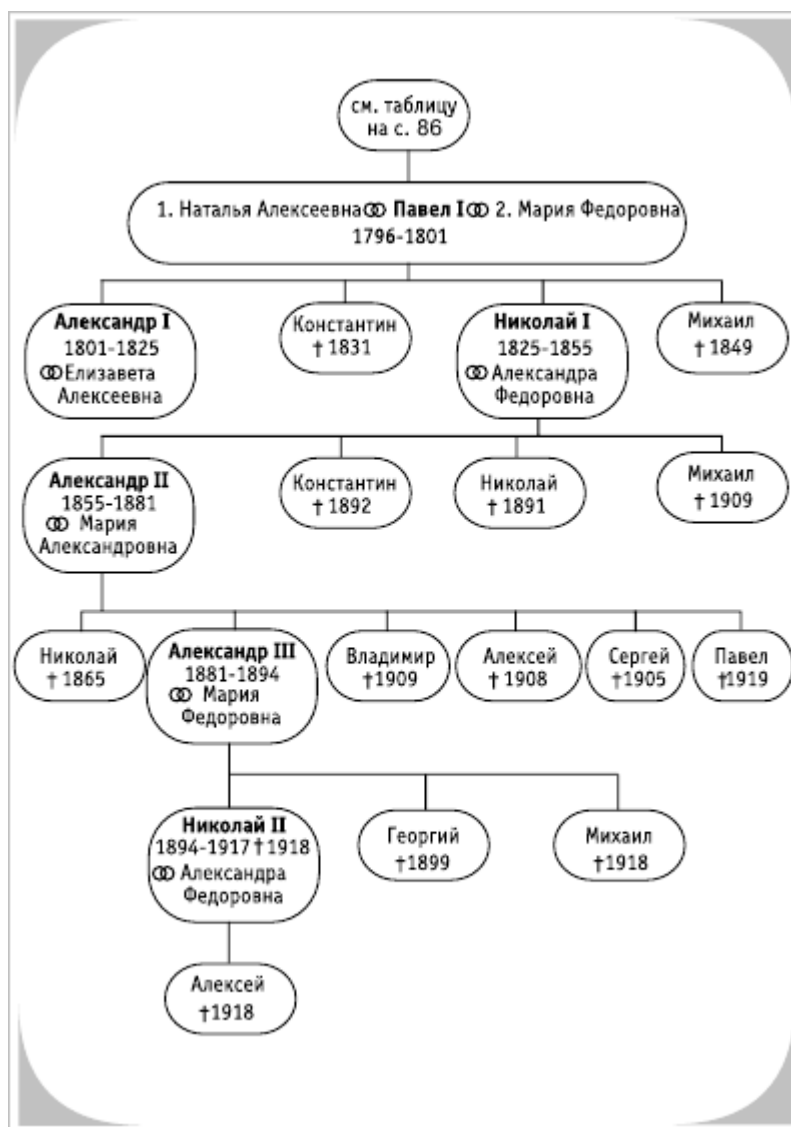 см. таблицу
на с. 86
1. Наталья Алексеевна Павел I 2. Мария Федоровна
1796-1801
Александр I
1801-1825
Елизавета
Алексеевна
Константин
† 1831
Николай I
1825-1855
Александра
Федоровна
Михаил
† 1849
Александр II
1855-1881
Мария
Александровна
Константин
† 1892
Николай
† 1891
Михаил
† 1909
Николай
† 1865
Александр III
1881-1894
Мария
Федоровна
Владимир
†1909
Алексей
† 1908
Сергей
†1905
Павел
†1919
Николай II
1894-1917 †1918
Александра
Федоровна
Георгий
†1899
Михаил
†1918
Алексей
†1918